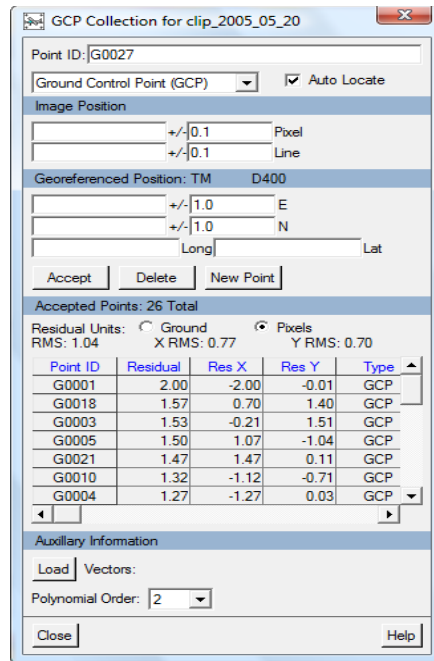 GCP Collection for clip_2005_05_20
Point ID: G0027
Ground Control Point (GCP) Auto Locate
Image Position
+/- 0.1 Pixel
+/- 0.1 Line
Georeferenced Position: TM D400
+/- 1.0 E
+/- 1.0 N
Long Lat
Accept Delete New Point
Accepted Points: 26 Total
Residual Units: Ground Pixels
RMS: 1.04 X RMS: 0.77 Y RMS: 0.70
Point ID Residual Res X Res Y Type
G0001 2.00 -2.00 -0.01 GCP
G0018 1.57 0.70 1.40 GCP
G0003 1.53 -0.21 1.51 GCP
G0005 1.50 1.07 -1.04 GCP
G0021 1.47 1.47 0.11 GCP
G0010 1.32 -1.12 -0.71 GCP
G0004 1.27 -1.27 0.03 GCP
Auxillary Information
Load Vectors:
Polynomial Order: 2
Close Help